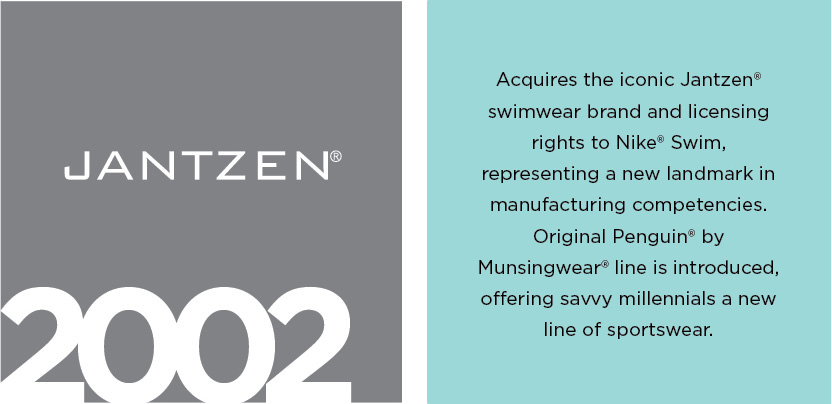 JANTZEN®
2002
Acquires the iconic Jantzen®
swimwear brand and licensing
rights to Nike® Swim,
representing a new landmark in
manufacturing competencies.
Original Penguin® by
Munsingwear® line is introduced,
offering savvy millennials a new
line of sportswear.